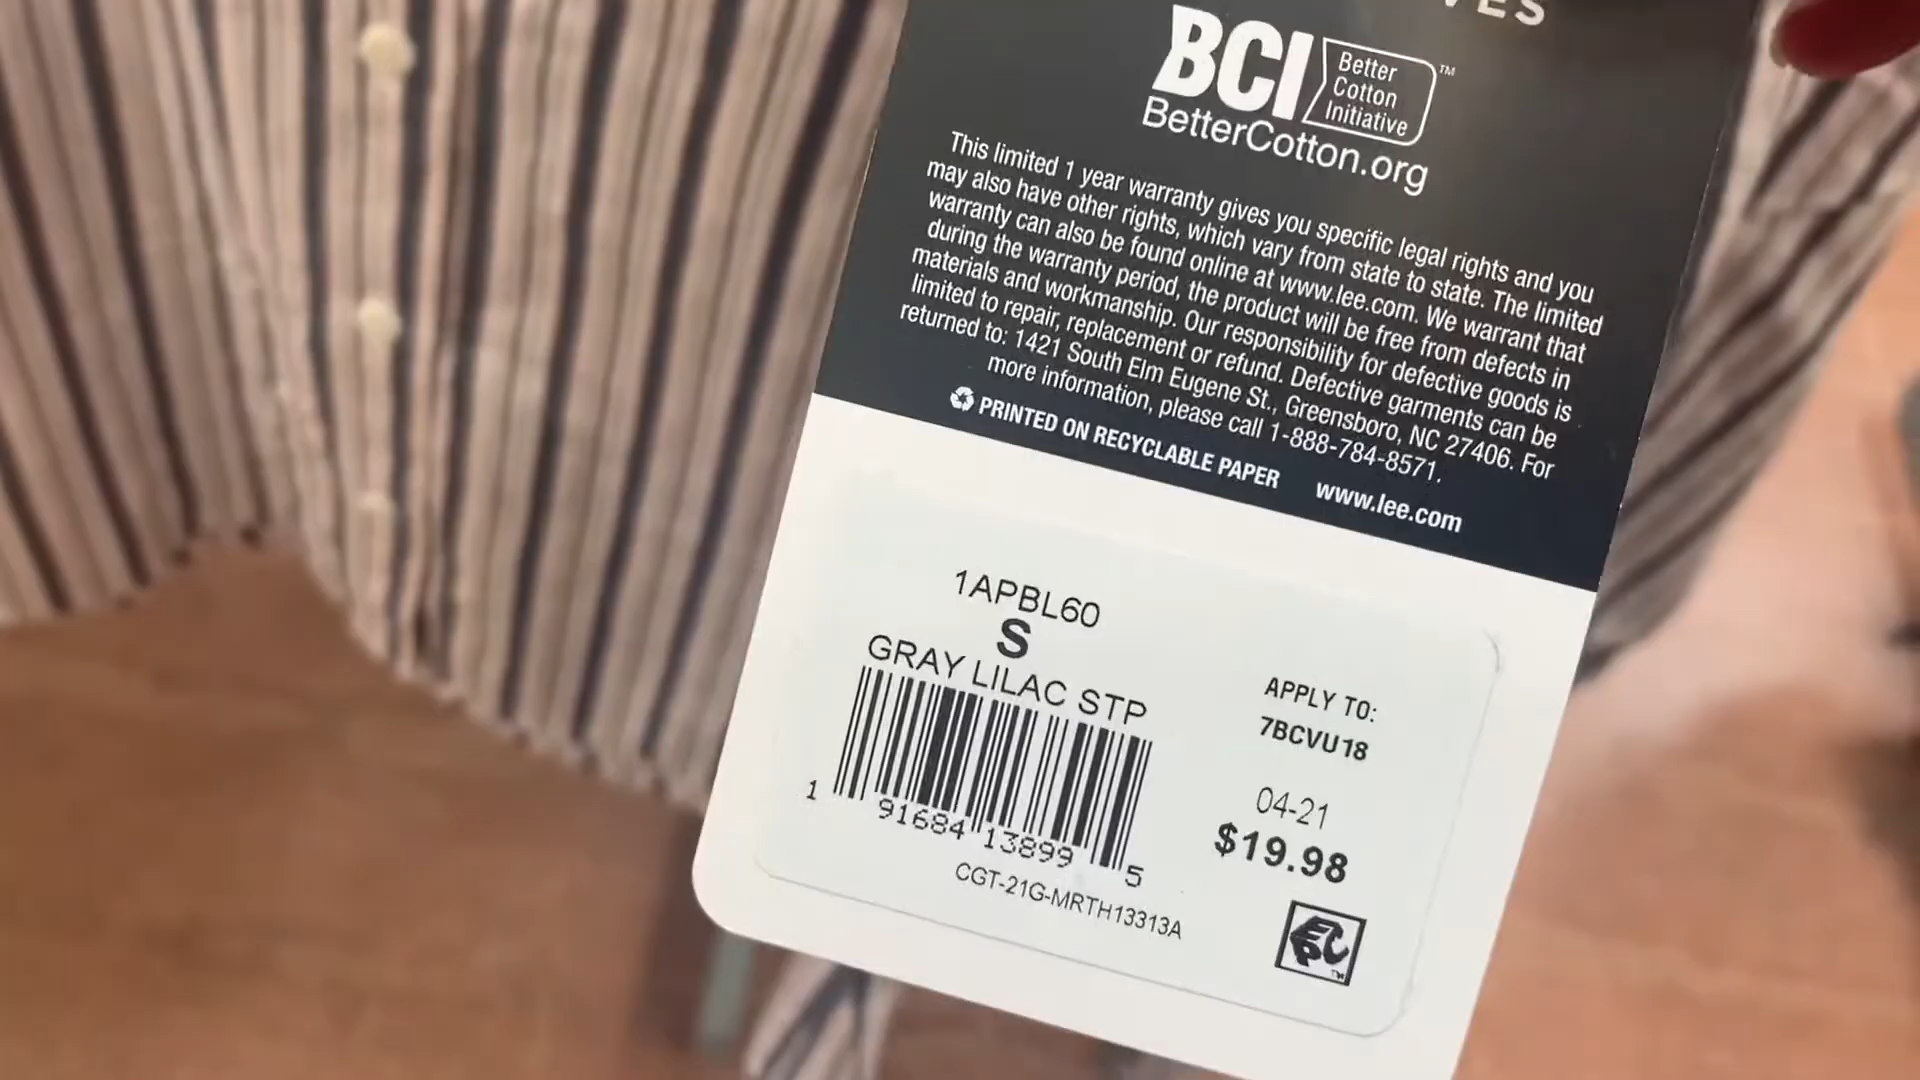 BCI Better Cotton Initiative™
BetterCotton.org
This limited 1 year warranty gives you specific legal rights and you
may also have other rights, which vary from state to state. The limited
warranty can also be found online at www.lee.com. We warrant that
during the warranty period, the product will be free from defects in
materials and workmanship. Our responsibility for defective goods is
limited to repair, replacement or refund. Defective garments can be
returned to: 1421 South Elm Eugene St., Greensboro, NC 27406. For
more information, please call 1-888-784-8571.
PRINTED ON RECYCLABLE PAPER www.lee.com
1APBL60
S
GRAY LILAC STP
1 91684 13899 5
CGT-21G-MRTH13313A
APPLY TO:
7BCVU18
04-21
$19.98
EPC™